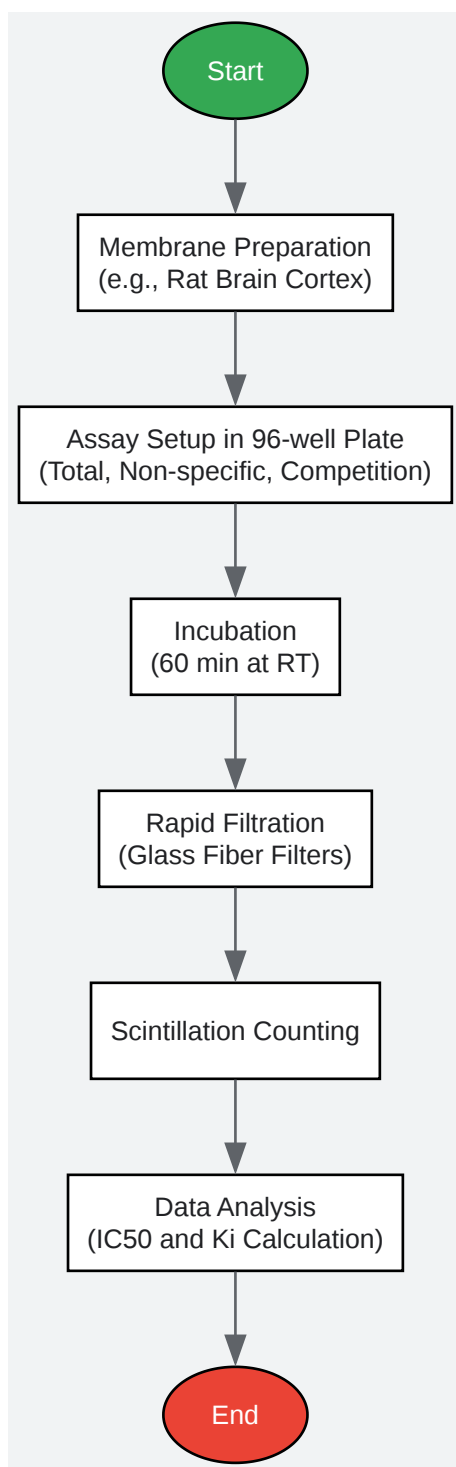 Start
Membrane Preparation
(e.g., Rat Brain Cortex)
Assay Setup in 96-well Plate
(Total, Non-specific, Competition)
Incubation
(60 min at RT)
Rapid Filtration
(Glass Fiber Filters)
Scintillation Counting
Data Analysis
(IC50 and Ki Calculation)
End